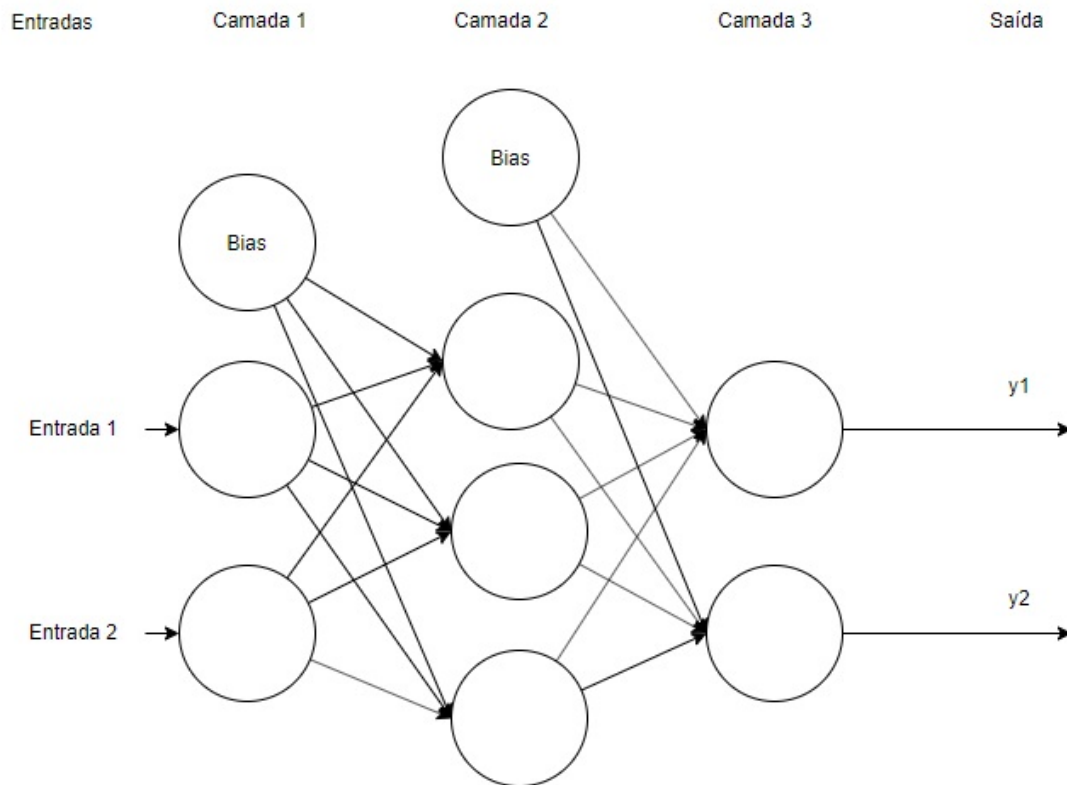 Entradas
Camada 1
Camada 2
Camada 3
Saída
Bias
Bias
Entrada 1
y1
Entrada 2
y2